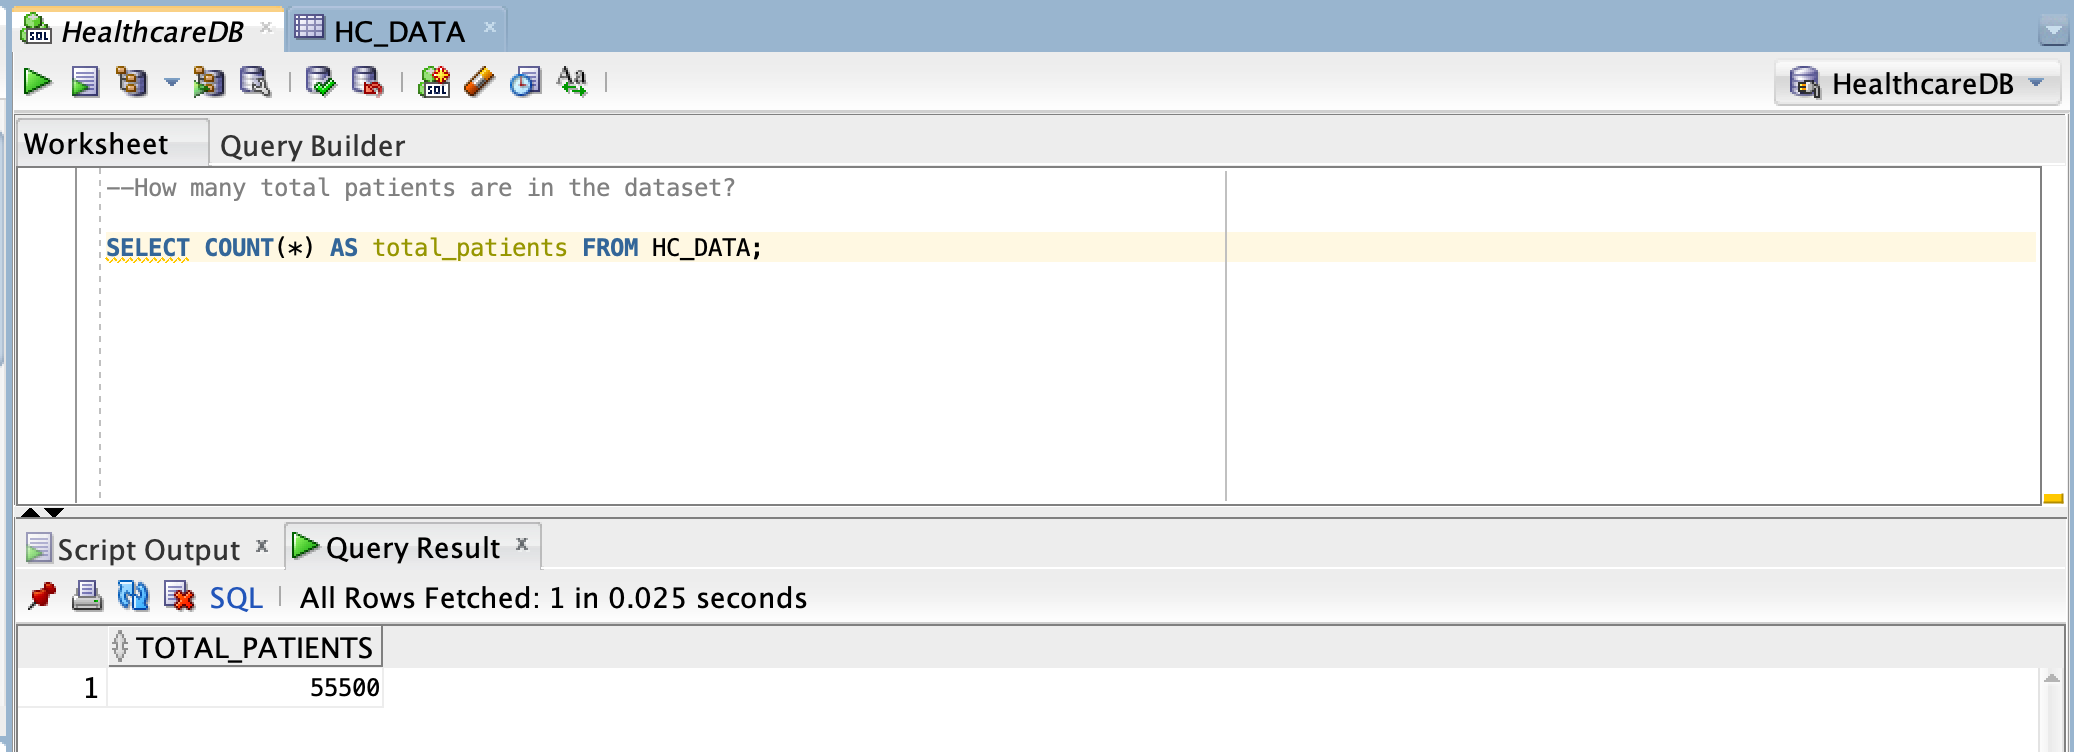 HealthcareDB
HC_DATA
HealthcareDB
Worksheet
Query Builder
--How many total patients are in the dataset?
SELECT COUNT(*) AS total_patients FROM HC_DATA;
Script Output
Query Result
SQL
All Rows Fetched: 1 in 0.025 seconds
TOTAL_PATIENTS
1 55500